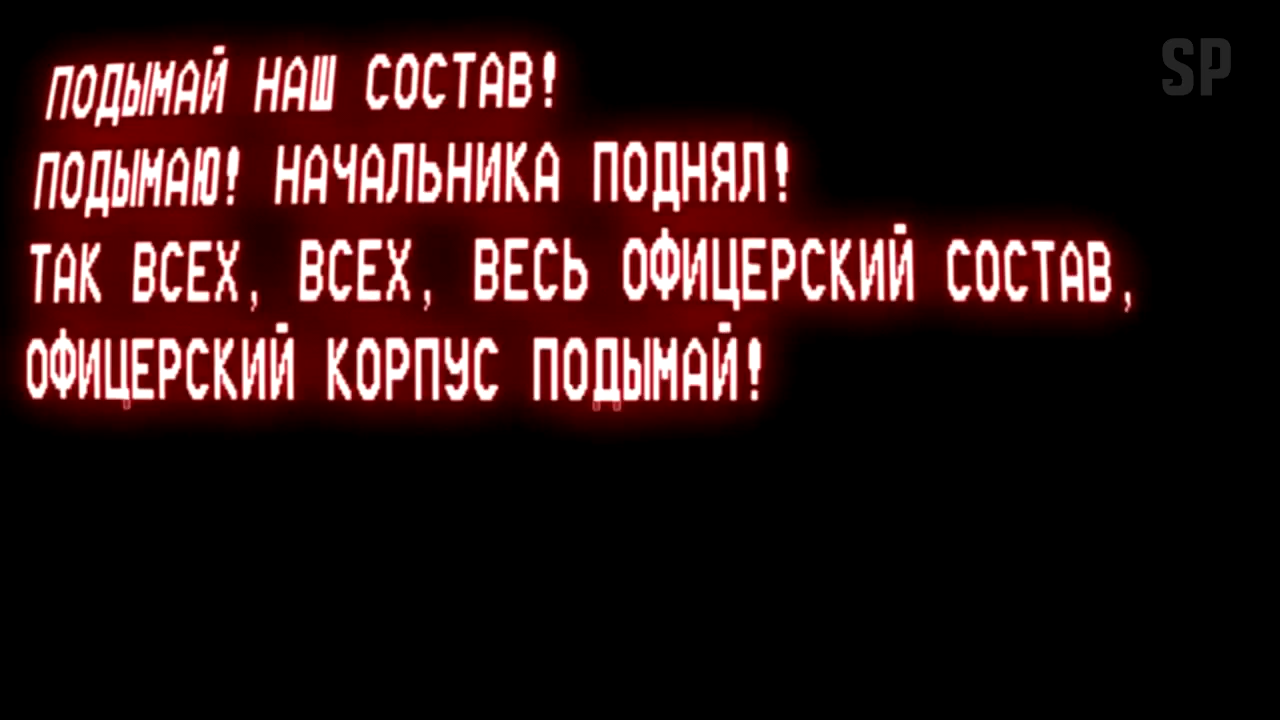 SP
ПОДЫМАЙ НАШ СОСТАВ!
ПОДЫМАЮ! НАЧАЛЬНИКА ПОДНЯЛ!
ТАК ВСЕХ, ВСЕХ, ВЕСЬ ОФИЦЕРСКИЙ СОСТАВ,
ОФИЦЕРСКИЙ КОРПУС ПОДЫМАЙ!